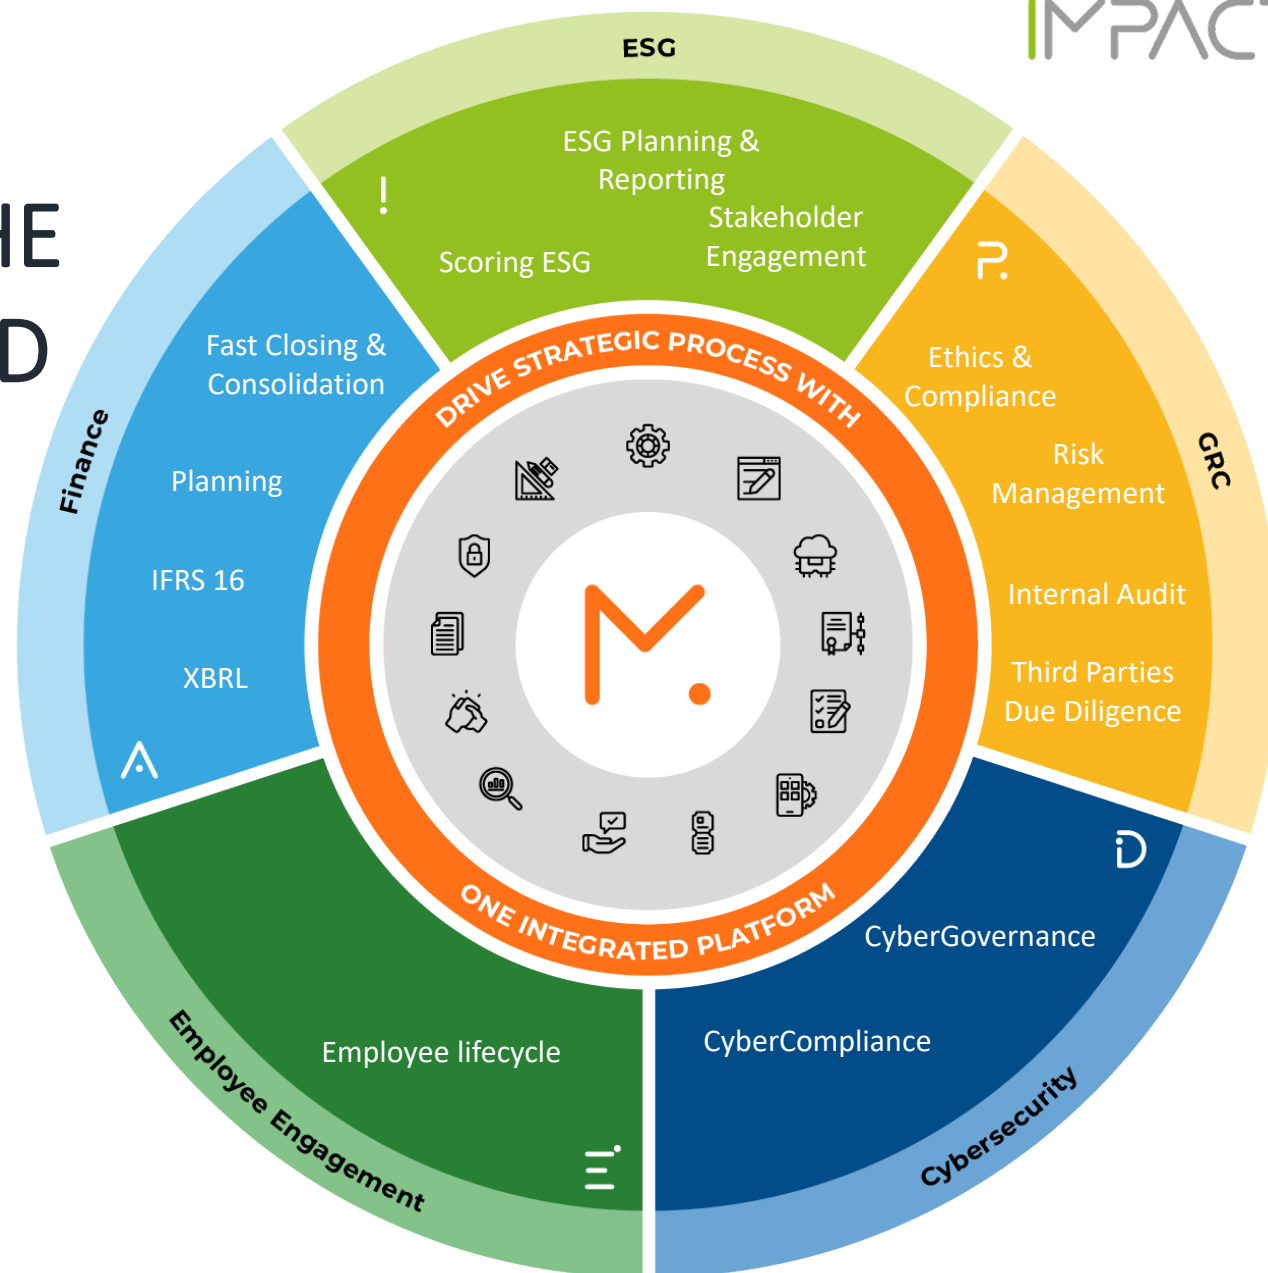 IMPACT
HE
D
ESG
ESG Planning &
Reporting
Stakeholder
Engagement
Scoring ESG
Finance
Fast Closing &
Consolidation
Planning
IFRS 16
XBRL
GRC
Ethics &
Compliance
Risk
Management
Internal Audit
Third Parties
Due Diligence
DRIVE STRATEGIC PROCESS WITH
M.
ONE INTEGRATED PLATFORM
Employee Engagement
Employee lifecycle
Cybersecurity
CyberGovernance
CyberCompliance